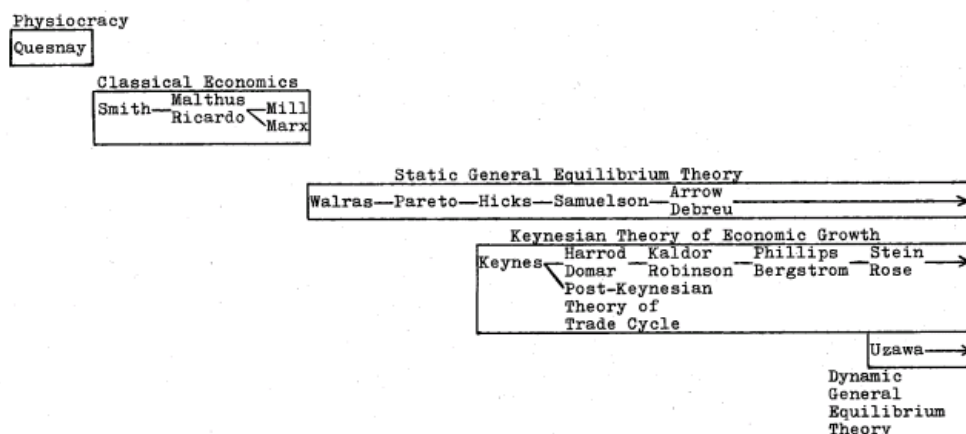 Physiocracy
Quesnay
Classical Economics
Smith Malthus Mill
Ricardo Marx
Static General Equilibrium Theory
Walras Pareto Hicks Samuelson Arrow
Debreu
Keynesian Theory of Economic Growth
Keynes Harrod Kaldor Phillips Stein
Domar Robinson Bergstrom Rose
Post-Keynesian
Theory of
Trade Cycle
Uzawa
Dynamic
General
Equilibrium
Theory